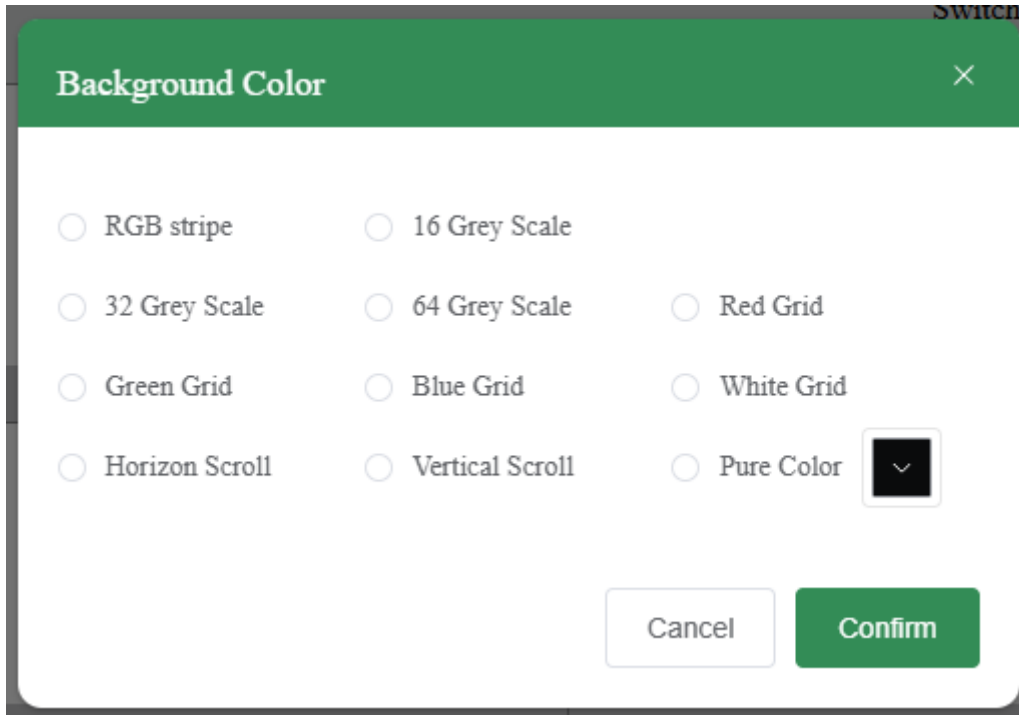 Switch
Background Color
RGB stripe 16 Grey Scale
32 Grey Scale 64 Grey Scale Red Grid
Green Grid Blue Grid White Grid
Horizon Scroll Vertical Scroll Pure Color
Cancel Confirm